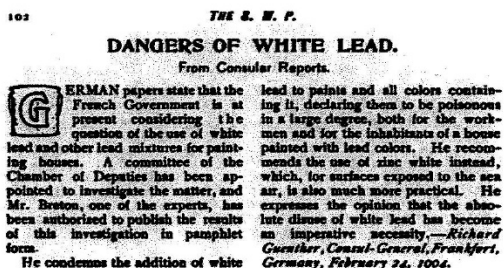 102
THE S. W. P.
DANGERS OF WHITE LEAD.
From Consular Reports.
GERMAN papers state that the
French Government is at
present considering the
question of the use of white
lead and other lead mixtures for paint-
ing houses. A committee of the
Chamber of Deputies has been ap-
pointed to investigate the matter, and
Mr. Breton, one of the experts, has
been authorized to publish the results
of this investigation in pamphlet
form.
He condemns the addition of white
lead to paints and all colors contain-
ing it, declaring them to be poisonous
in a large degree, both for the work-
men and for the inhabitants of a house
painted with lead colors. He recom-
mends the use of zinc white instead,
which, for surfaces exposed to the sea
air, is also much more practical. He
expresses the opinion that the abso-
lute disuse of white lead has become
an imperative necessity.—Richard
Guenther, Consul-General, Frankfort,
Germany, February 24, 1904.